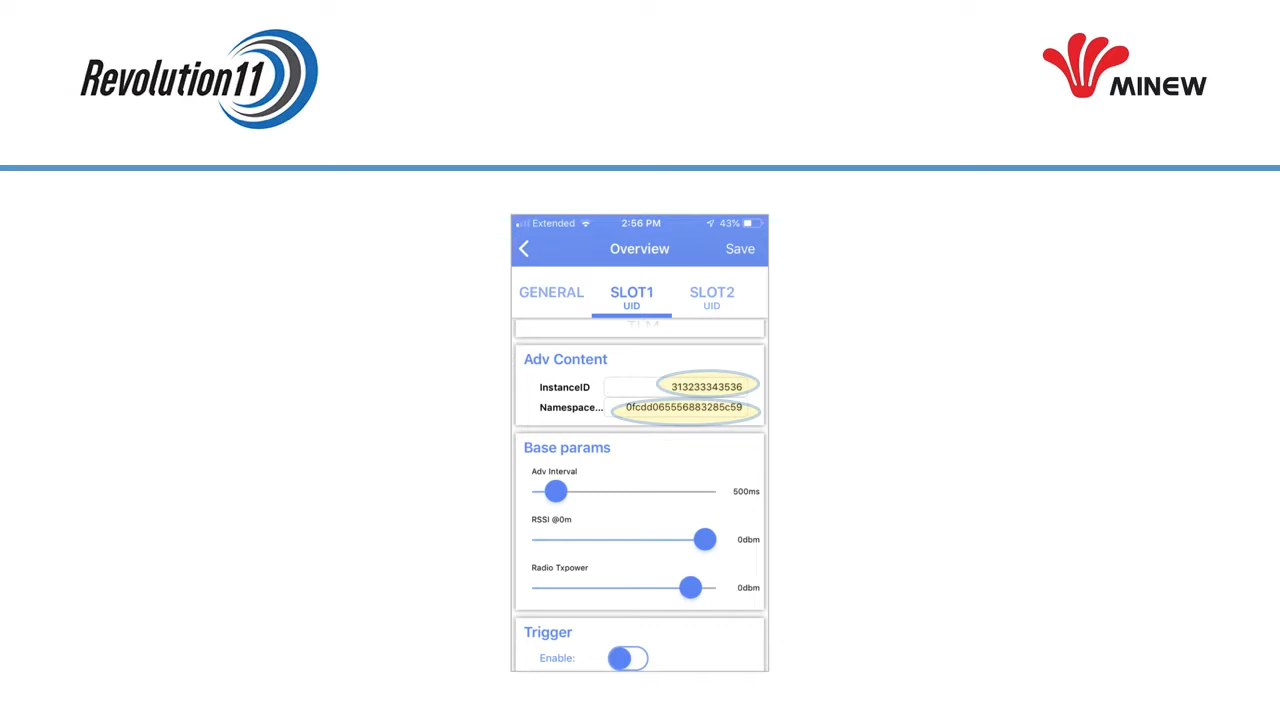 Revolution11
MINEW
Extended 2:56 PM 43%
Overview Save
GENERAL SLOT1 SLOT2
UID UID
TLM
Adv Content
InstanceID 313233343536
Namespace... 0fcdd065556883285c59
Base params
Adv Interval
500ms
RSSI @0m
0dbm
Radio Txpower
0dbm
Trigger
Enable: